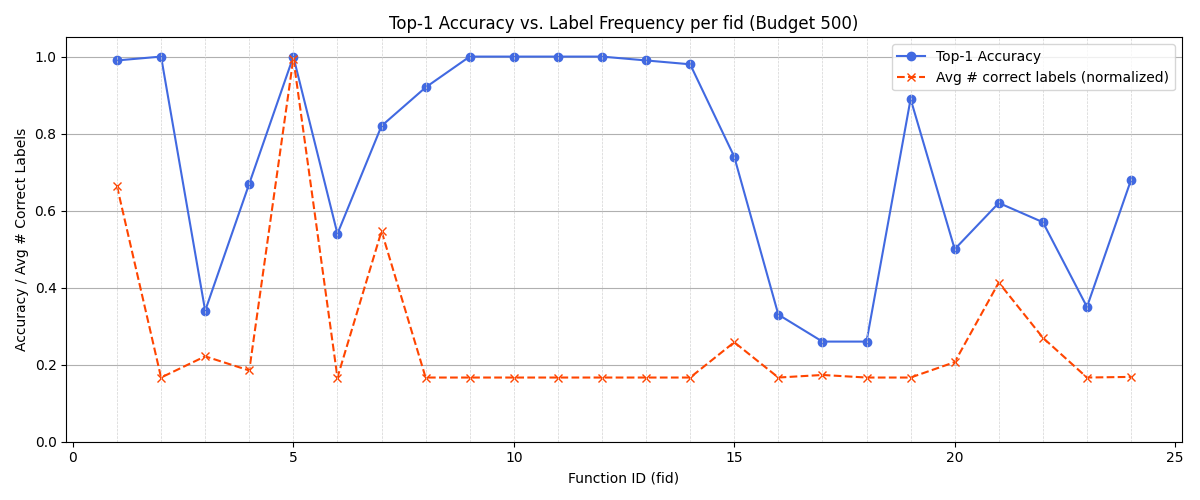 Top-1 Accuracy vs. Label Frequency per fid (Budget 500)
Top-1 Accuracy
Avg # correct labels (normalized)
Accuracy / Avg # Correct Labels
1.0
0.8
0.6
0.4
0.2
0.0
0 5 10 15 20 25
Function ID (fid)